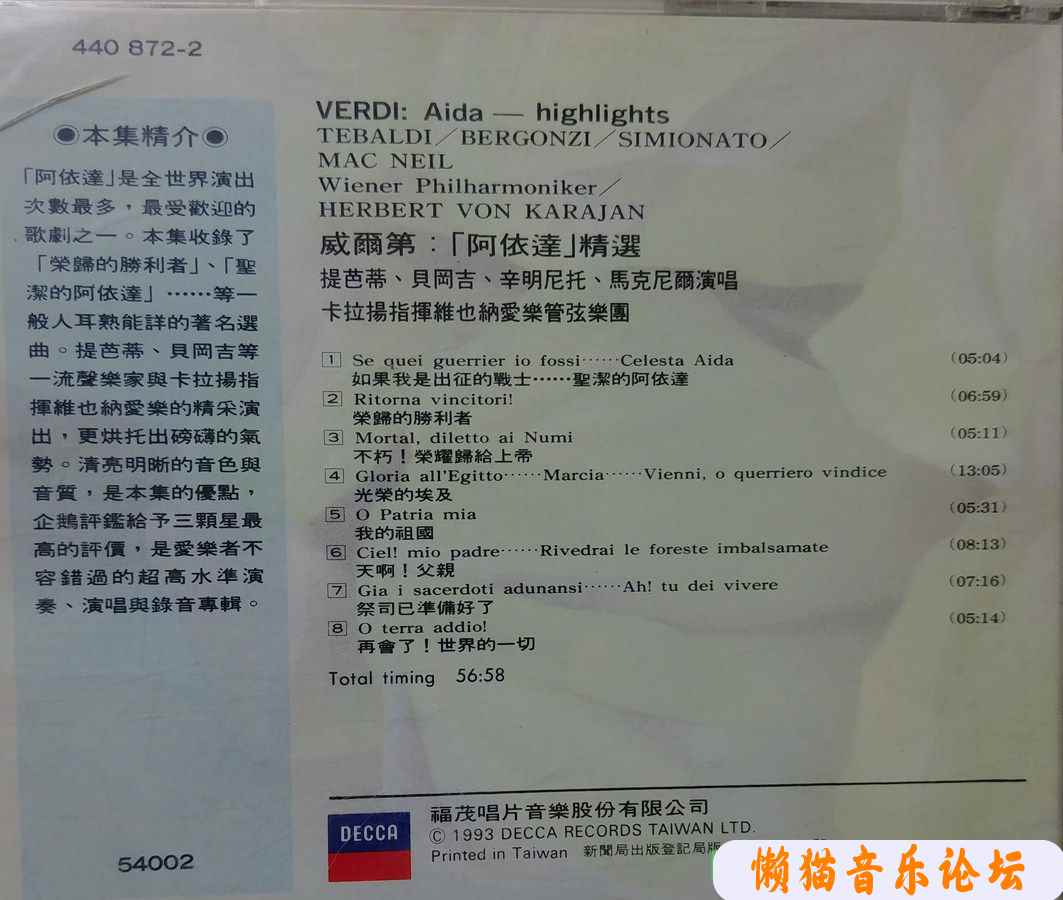 440 872-2
◉本集精介◉
「阿依達」是全世界演出
次數最多，最受歡迎的
歌劇之一。本集收錄了
「榮歸的勝利者」、「聖
潔的阿依達」……等一
般人耳熟能詳的著名選
曲。提芭蒂、貝岡吉等
一流聲樂家與卡拉揚指
揮維也納愛樂的精采演
出，更烘托出磅礡的氣
勢。清亮明晰的音色與
音質，是本集的優點，
企鵝評鑑給予三顆星最
高的評價，是愛樂者不
容錯過的超高水準演
奏、演唱與錄音專輯。
54002
VERDI: Aida — highlights
TEBALDI／BERGONZI／SIMIONATO／
MAC NEIL
Wiener Philharmoniker／
HERBERT VON KARAJAN
威爾第：「阿依達」精選
提芭蒂、貝岡吉、辛明尼托、馬克尼爾演唱
卡拉揚指揮維也納愛樂管弦樂團
1 Se quei guerrier io fossi……Celesta Aida (05:04)
如果我是出征的戰士……聖潔的阿依達
2 Ritorna vincitori! (06:59)
榮歸的勝利者
3 Mortal, diletto ai Numi (05:11)
不朽！榮耀歸給上帝
4 Gloria all'Egitto……Marcia……Vienni, o querriero vindice (13:05)
光榮的埃及
5 O Patria mia (05:31)
我的祖國
6 Ciel! mio padre……Rivedrai le foreste imbalsamate (08:13)
天啊！父親
7 Gia i sacerdoti adunansi……Ah! tu dei vivere (07:16)
祭司已準備好了
8 O terra addio! (05:14)
再會了！世界的一切
Total timing 56:58
DECCA
福茂唱片音樂股份有限公司
© 1993 DECCA RECORDS TAIWAN LTD.
Printed in Taiwan 新聞局出版登記局版
懒猫音乐论坛